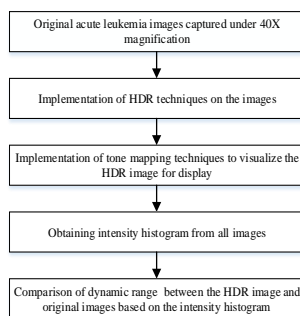 Original acute leukemia images captured under 40X
magnification
Implementation of HDR techniques on the images
Implementation of tone mapping techniques to visualize the
HDR image for display
Obtaining intensity histogram from all images
Comparison of dynamic range between the HDR image and
original images based on the intensity histogram